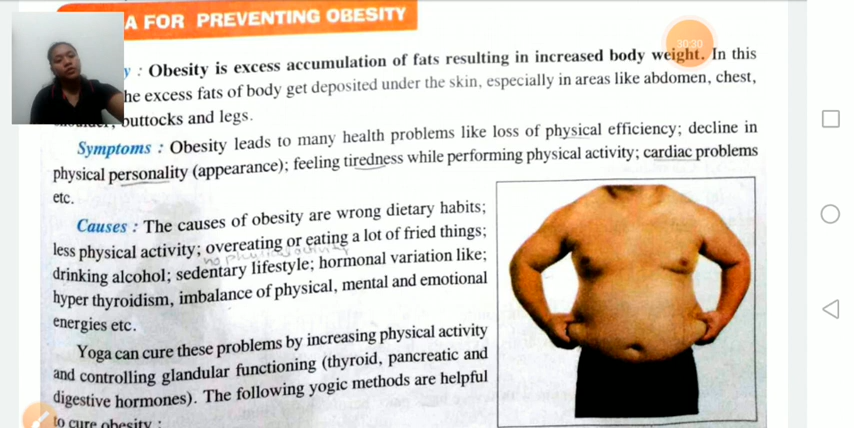 A FOR PREVENTING OBESITY
30:30
y : Obesity is excess accumulation of fats resulting in increased body weight. In this
he excess fats of body get deposited under the skin, especially in areas like abdomen, chest,
buttocks and legs.
Symptoms : Obesity leads to many health problems like loss of physical efficiency; decline in
physical personality (appearance); feeling tiredness while performing physical activity; cardiac problems
etc.
Causes : The causes of obesity are wrong dietary habits;
less physical activity; overeating or eating a lot of fried things;
no physical activity
drinking alcohol; sedentary lifestyle; hormonal variation like;
hyper thyroidism, imbalance of physical, mental and emotional
energies etc.
Yoga can cure these problems by increasing physical activity
and controlling glandular functioning (thyroid, pancreatic and
digestive hormones). The following yogic methods are helpful
to cure obesity :